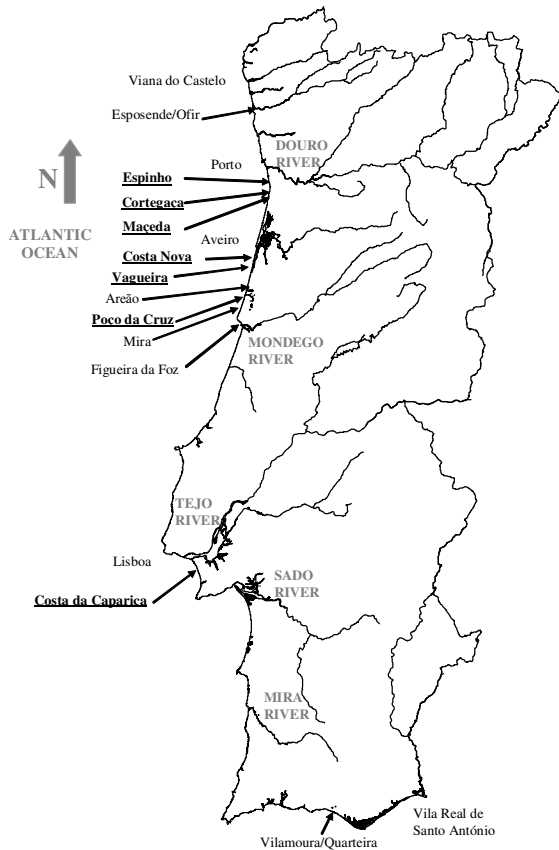 Viana do Castelo
Esposende/Ofir
DOURO
RIVER
Porto
Espinho
N
Cortegaça
Maçeda
ATLANTIC
OCEAN
Aveiro
Costa Nova
Vagueira
Areão
Poço da Cruz
Mira
MONDEGO
RIVER
Figueira da Foz
TEJO
RIVER
Lisboa
SADO
RIVER
Costa da Caparica
MIRA
RIVER
Vila Real de
Santo António
Vilamoura/Quarteira